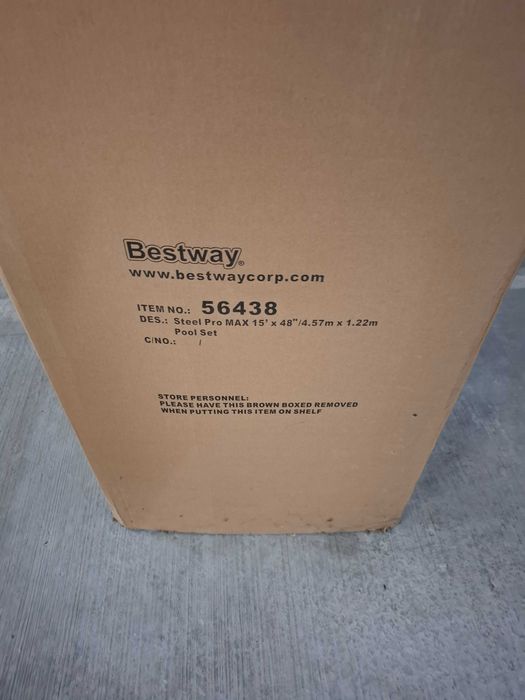 Bestway®
www.bestwaycorp.com
ITEM NO.: 56438
DES.: Steel Pro MAX 15' x 48"/4.57m x 1.22m
Pool Set
C/NO.: /
STORE PERSONNEL:
PLEASE HAVE THIS BROWN BOXED REMOVED
WHEN PUTTING THIS ITEM ON SHELF